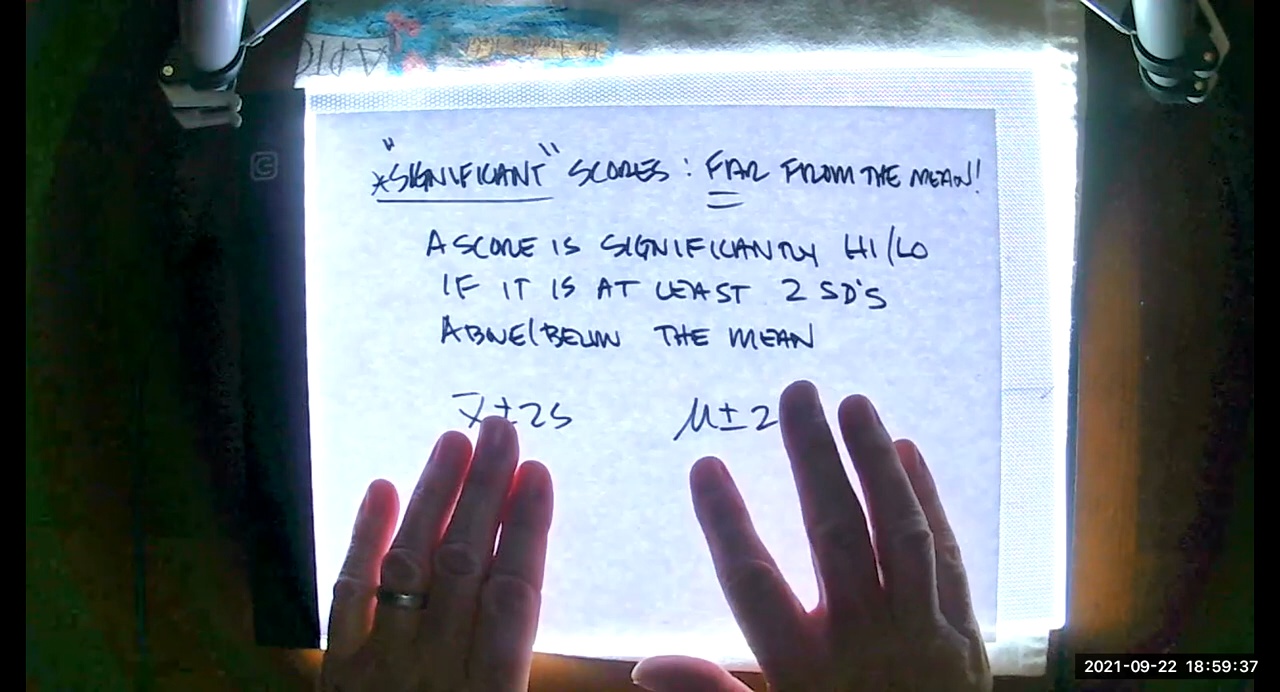 *"SIGNIFICANT" SCORES: FAR FROM THE MEAN!
A SCORE IS SIGNIFICANTLY HI/LO
IF IT IS AT LEAST 2 SD'S
ABOVE/BELOW THE MEAN
x̄ ± 2s μ ± 2
2021-09-22 18:59:37